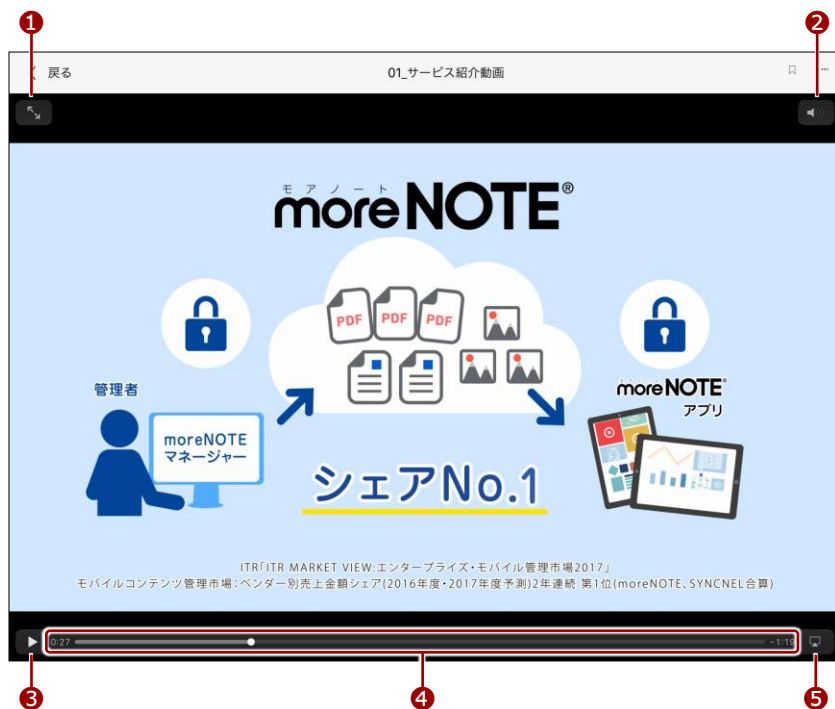 ❶ ❷
戻る 01_サービス紹介動画 ...
モアノート
moreNOTE®
PDF PDF PDF
管理者
moreNOTE
マネージャー
moreNOTE®
アプリ
シェアNo.1
ITR「ITR MARKET VIEW:エンタープライズ・モバイル管理市場2017」
モバイルコンテンツ管理市場:ベンダー別売上金額シェア(2016年度・2017年度予測)2年連続 第1位(moreNOTE、SYNCNEL合算)
0:27 -1:19
❸ ❹ ❺